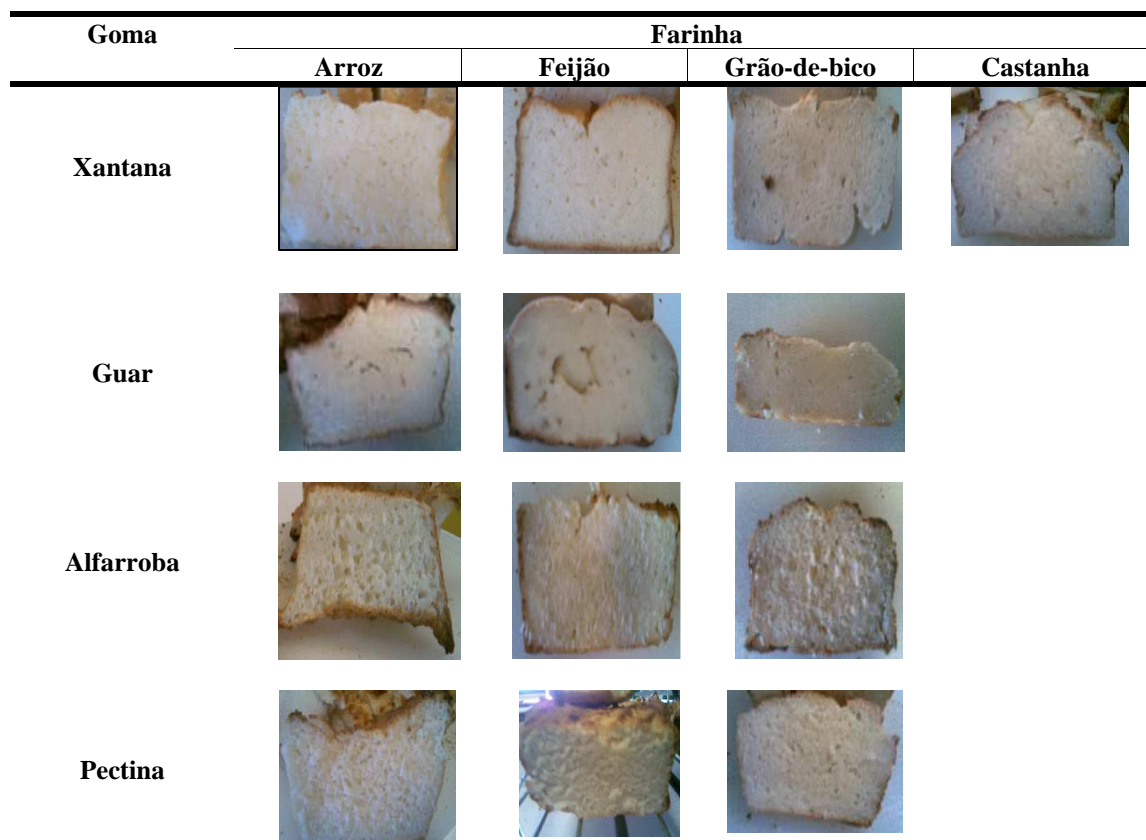 Goma Farinha
Arroz Feijão Grão-de-bico Castanha
Xantana
Guar
Alfarroba
Pectina